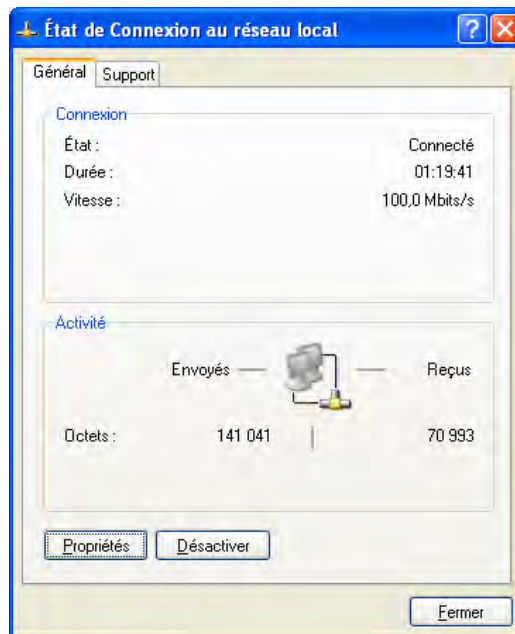 État de Connexion au réseau local
Général Support
Connexion
État : Connecté
Durée : 01:19:41
Vitesse : 100,0 Mbits/s
Activité
Envoyés Reçus
Octets : 141 041 70 993
Propriétés Désactiver
Fermer